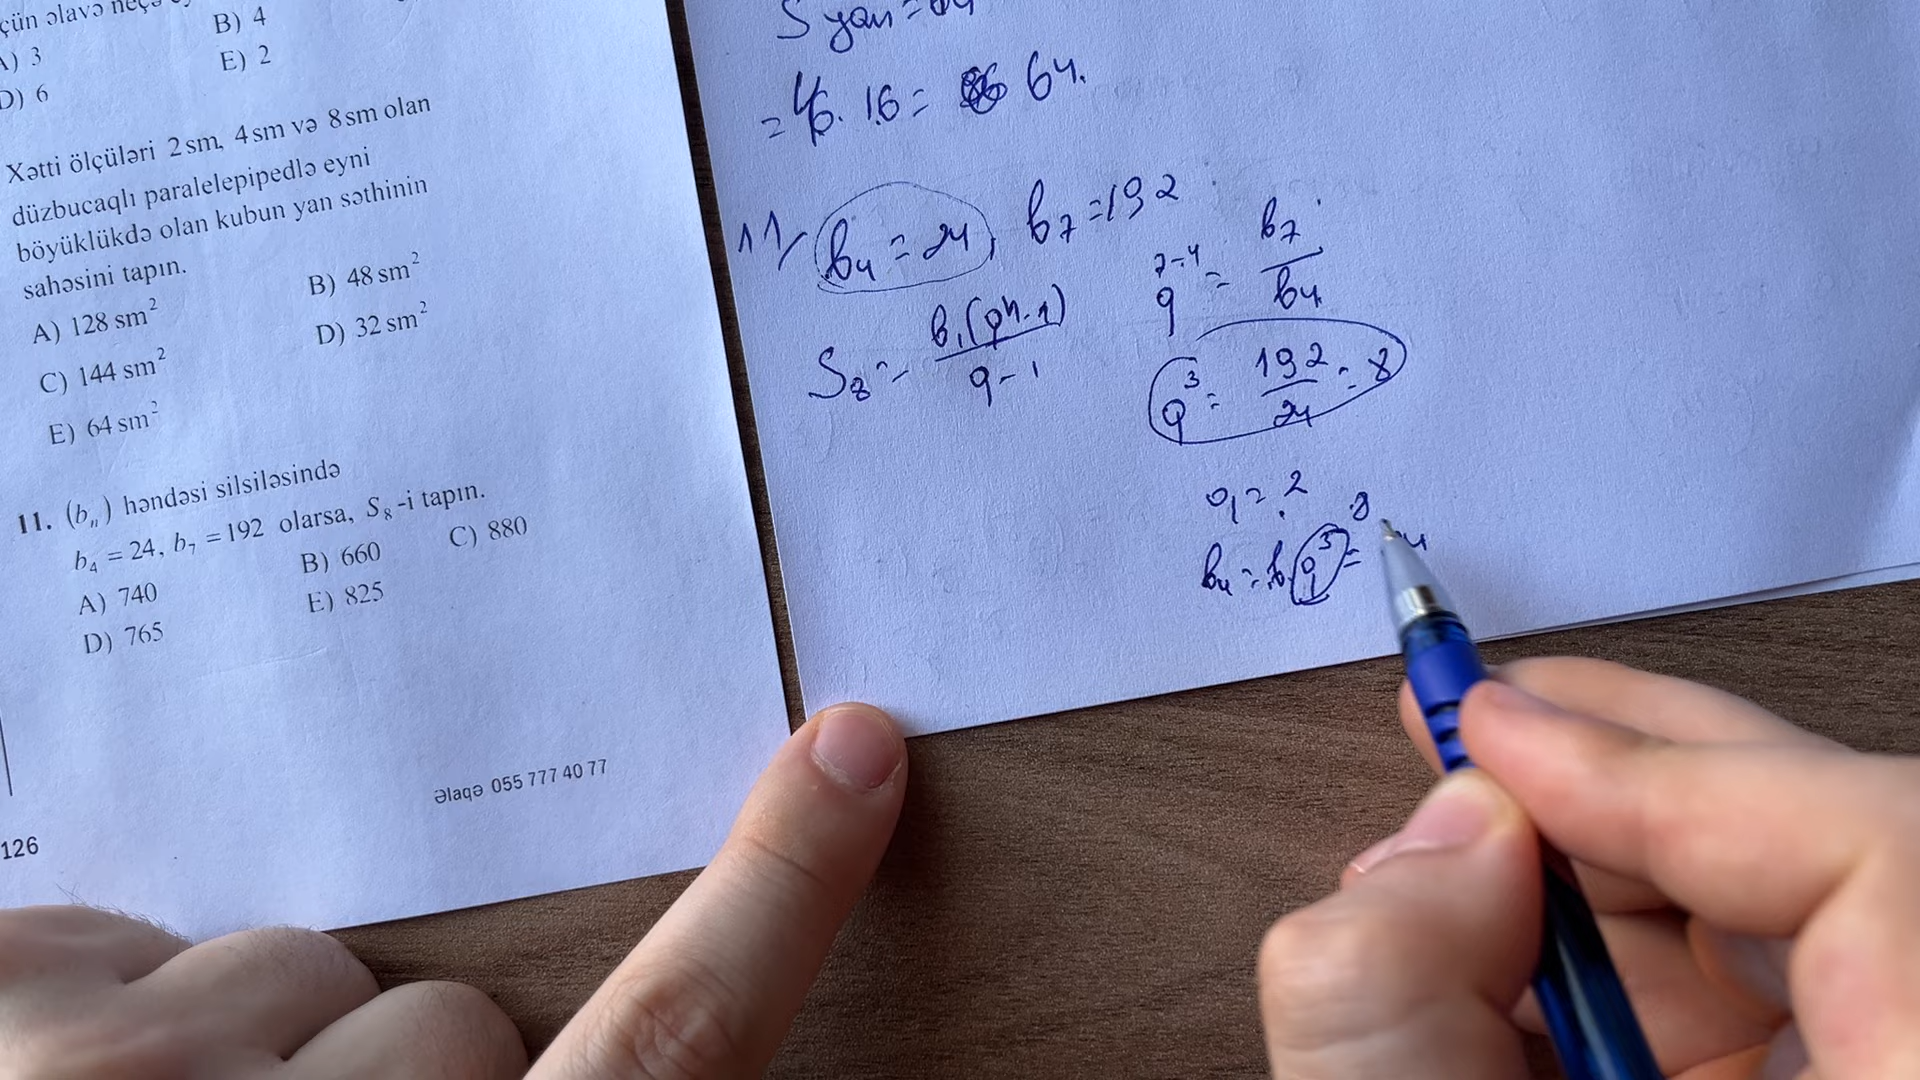 çün əlavə neçə
A) 3
B) 4
D) 6
E) 2
Xətti ölçüləri 2 sm, 4 sm və 8 sm olan
düzbucaqlı paralelepipedlə eyni
böyüklükdə olan kubun yan səthinin
sahəsini tapın.
A) 128 sm²
B) 48 sm²
C) 144 sm²
D) 32 sm²
E) 64 sm²
11. (bₙ) həndəsi silsiləsində
b₄ = 24, b₇ = 192 olarsa, S₈-i tapın.
A) 740
B) 660
C) 880
D) 765
E) 825
Əlaqə 055 777 40 77
126
S yan =
= 4 · 16 = 64.
11/ b₄ = 24, b₇ = 192
S₈ = b₁(qⁿ - 1) / q - 1
q⁷⁻⁴ = b₇ / b₄
q³ = 192 / 24 = 8
q = 2
8
b₄ = b₁q³ =